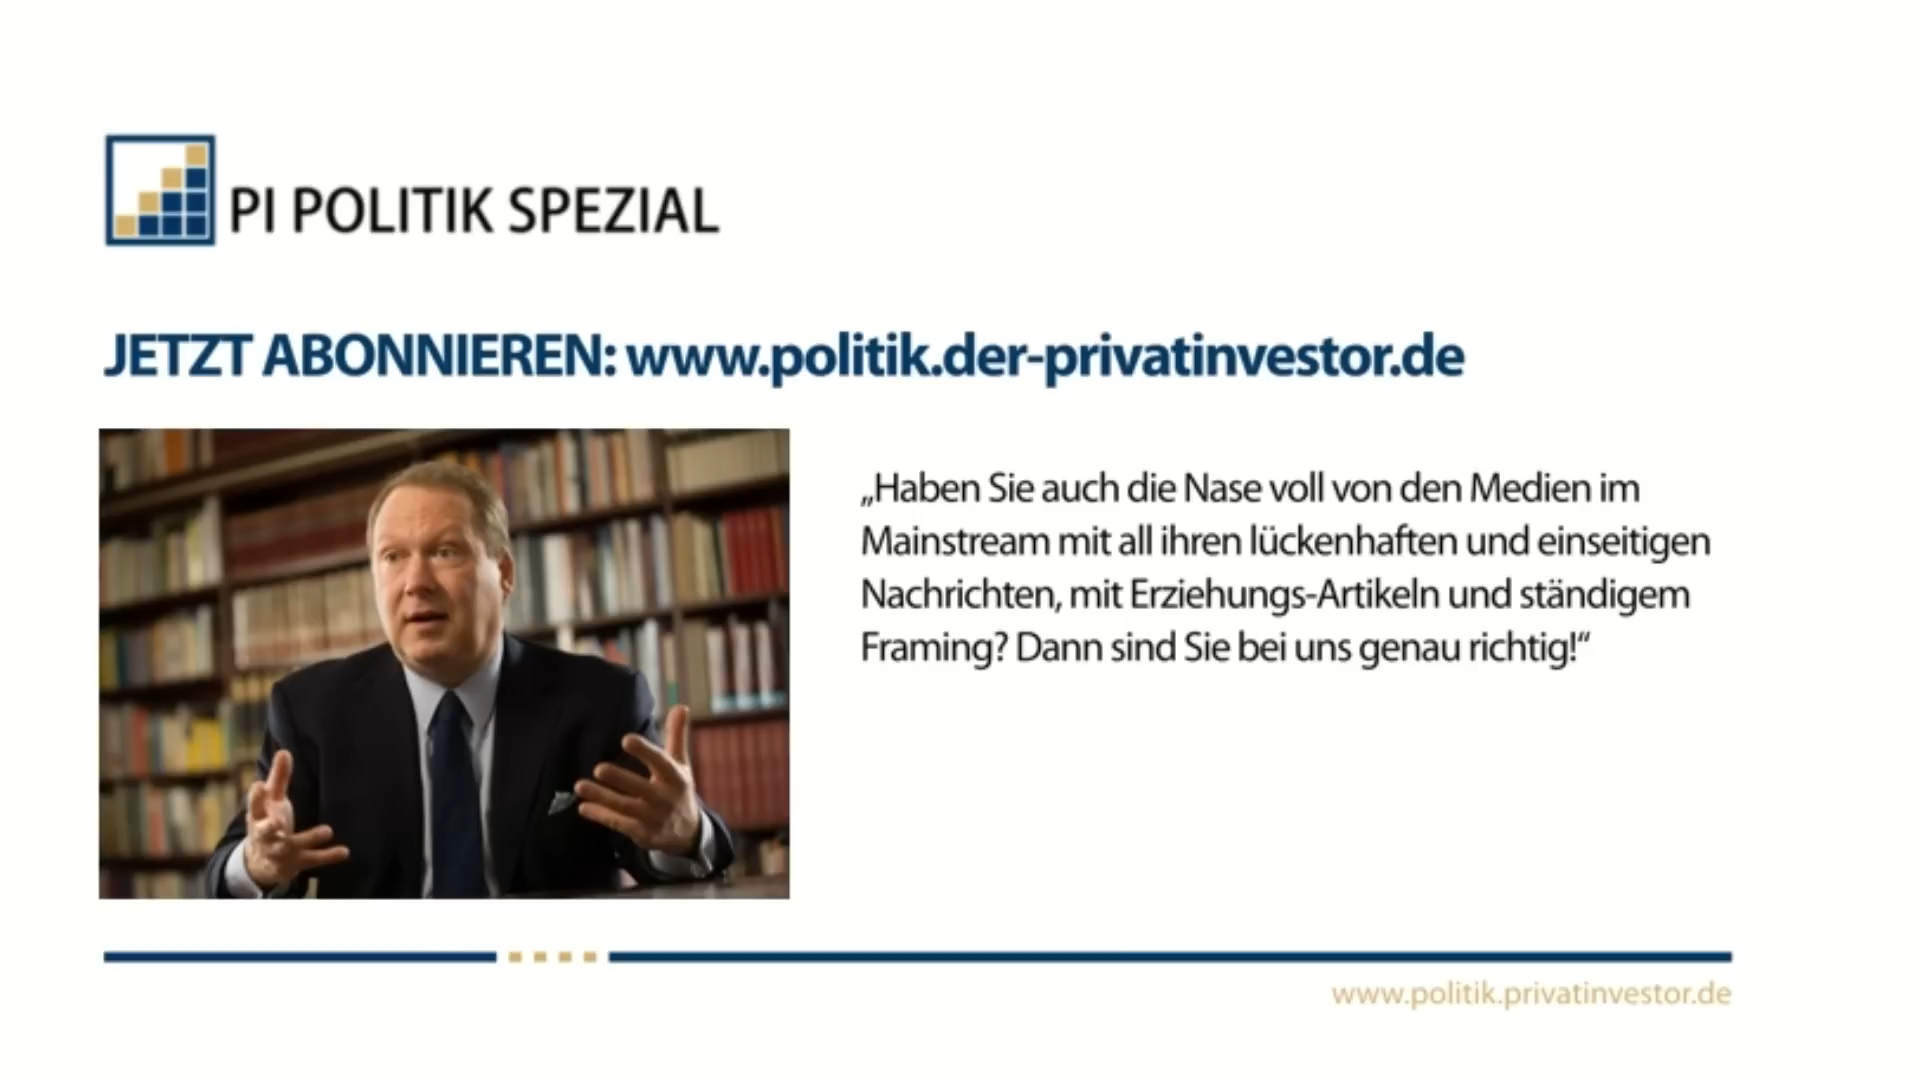 PI POLITIK SPEZIAL
JETZT ABONNIEREN: www.politik.der-privatinvestor.de
„Haben Sie auch die Nase voll von den Medien im
Mainstream mit all ihren lückenhaften und einseitigen
Nachrichten, mit Erziehungs-Artikeln und ständigem
Framing? Dann sind Sie bei uns genau richtig!“
www.politik.privatinvestor.de